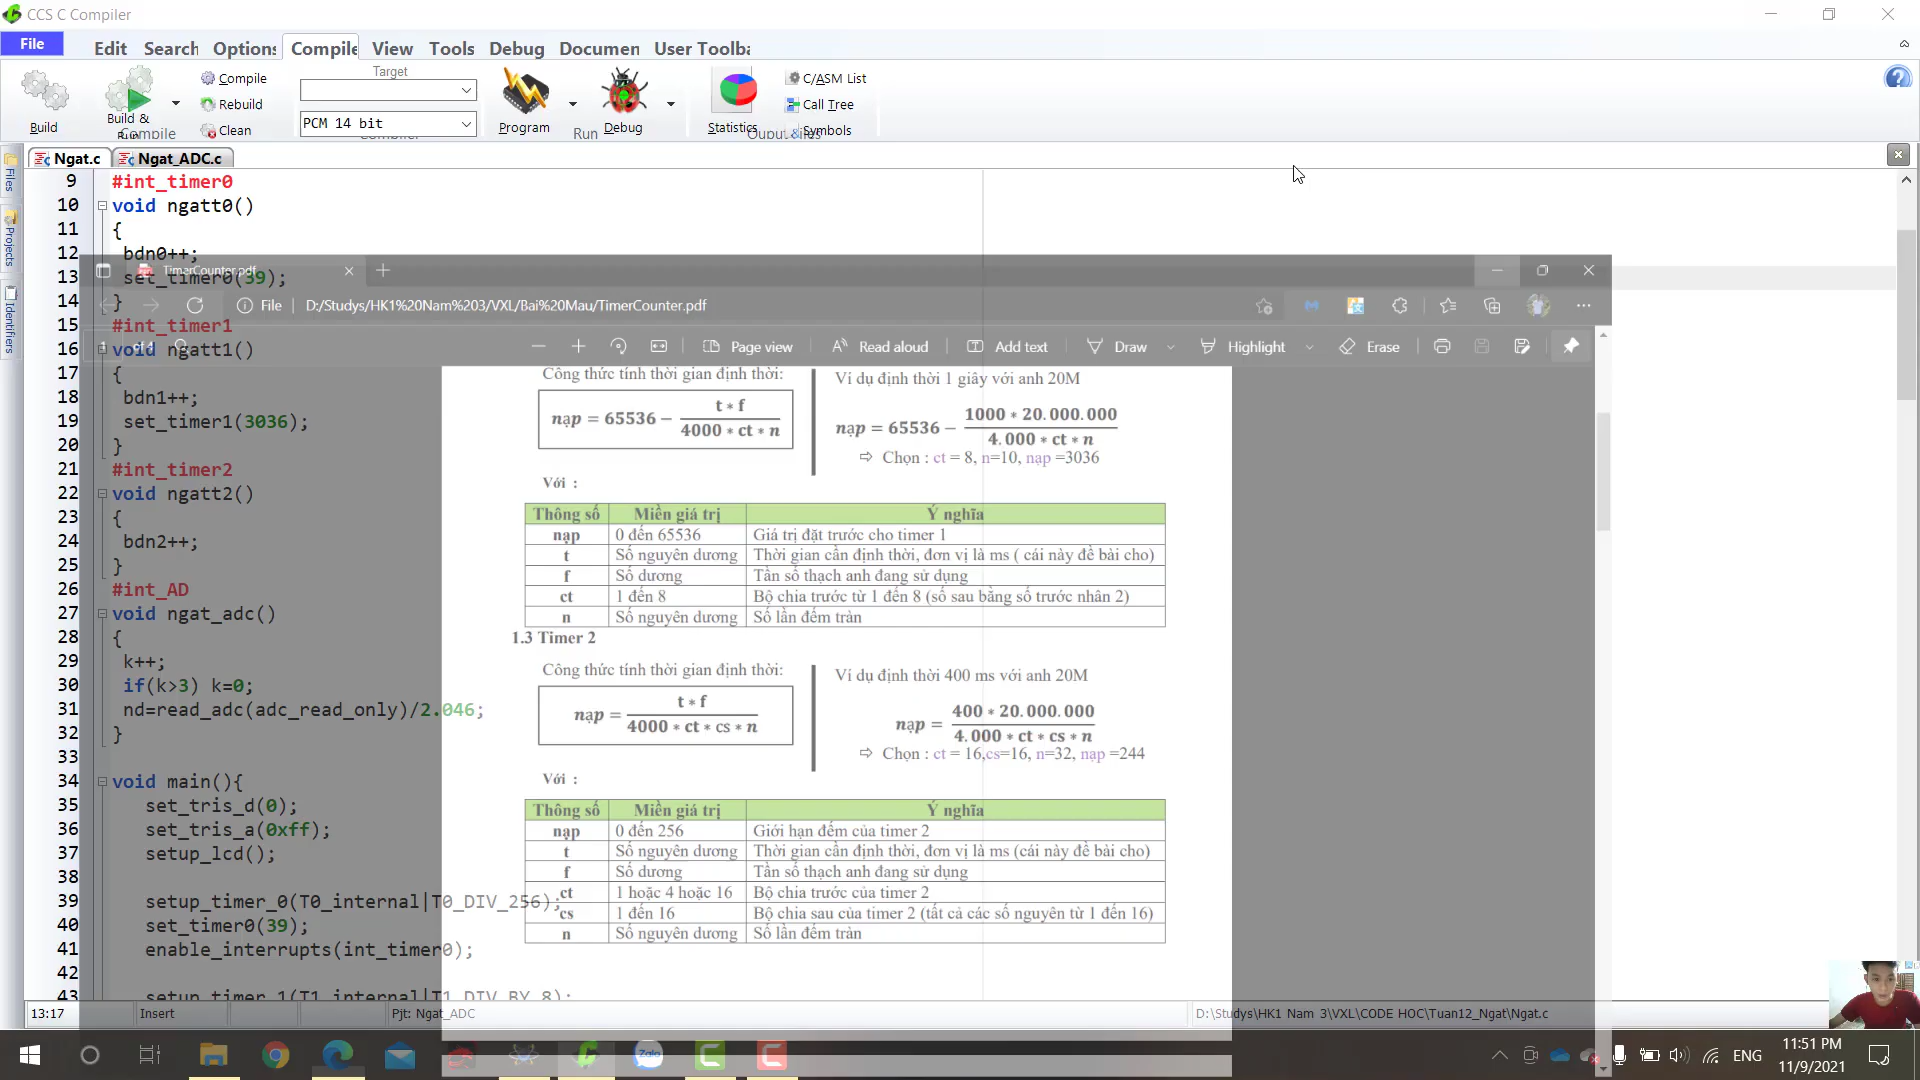 CCS C Compiler
File
Edit
Search
Options
Compile
View
Tools
Debug
Documen
User Toolba
Build
Build &
Compile
Rebuild
Clean
Compile
Target
PCM 14 bit
Program
Debug
Run
Statistics
C/ASM List
Call Tree
Symbols
Files
Projects
Identifiers
Ngat.c
Ngat_ADC.c
9 #int_timer0
10 void ngatt0()
11 {
12 bdn0++;
13 set_timer0(39);
14 }
15 #int_timer1
16 void ngatt1()
17 {
18 bdn1++;
19 set_timer1(3036);
20 }
21 #int_timer2
22 void ngatt2()
23 {
24 bdn2++;
25 }
26 #int_AD
27 void ngat_adc()
28 {
29 k++;
30 if(k>3) k=0;
31 nd=read_adc(adc_read_only)/2.046;
32 }
33
34 void main(){
35 set_tris_d(0);
36 set_tris_a(0xff);
37 setup_lcd();
38
39 setup_timer_0(T0_internal|T0_DIV_256);
40 set_timer0(39);
41 enable_interrupts(int_timer0);
42
43 setup_timer_1(T1_internal|T1_DIV_BY_8);
TimerCounter.pdf
File
D:/Studys/HK1%20Nam%203/VXL/Bai%20Mau/TimerCounter.pdf
1 of 4
Page view
Read aloud
Add text
Draw
Highlight
Erase
Công thức tính thời gian định thời:
nạp = 65536 − t * f / 4000 * ct * n
Ví dụ định thời 1 giây với anh 20M
nạp = 65536 − 1000 * 20.000.000 / 4.000 * ct * n
⇨ Chọn : ct = 8, n=10, nạp =3036
Với :
Thông số Miền giá trị Ý nghĩa
nạp 0 đến 65536 Giá trị đặt trước cho timer 1
t Số nguyên dương Thời gian cần định thời, đơn vị là ms ( cái này đề bài cho)
f Số dương Tần số thạch anh đang sử dụng
ct 1 đến 8 Bộ chia trước từ 1 đến 8 (số sau bằng số trước nhân 2)
n Số nguyên dương Số lần đếm tràn
1.3 Timer 2
Công thức tính thời gian định thời:
nạp = t * f / 4000 * ct * cs * n
Ví dụ định thời 400 ms với anh 20M
nạp = 400 * 20.000.000 / 4.000 * ct * cs * n
⇨ Chọn : ct = 16,cs=16, n=32, nạp =244
Với :
Thông số Miền giá trị Ý nghĩa
nạp 0 đến 256 Giới hạn đếm của timer 2
t Số nguyên dương Thời gian cần định thời, đơn vị là ms (cái này đề bài cho)
f Số dương Tần số thạch anh đang sử dụng
ct 1 hoặc 4 hoặc 16 Bộ chia trước của timer 2
cs 1 đến 16 Bộ chia sau của timer 2 (tất cả các số nguyên từ 1 đến 16)
n Số nguyên dương Số lần đếm tràn
13:17
Insert
Pjt: Ngat_ADC
D:\Studys\HK1 Nam 3\VXL\CODE HOC\Tuan12_Ngat\Ngat.c
Zalo
ENG
11:51 PM
11/9/2021